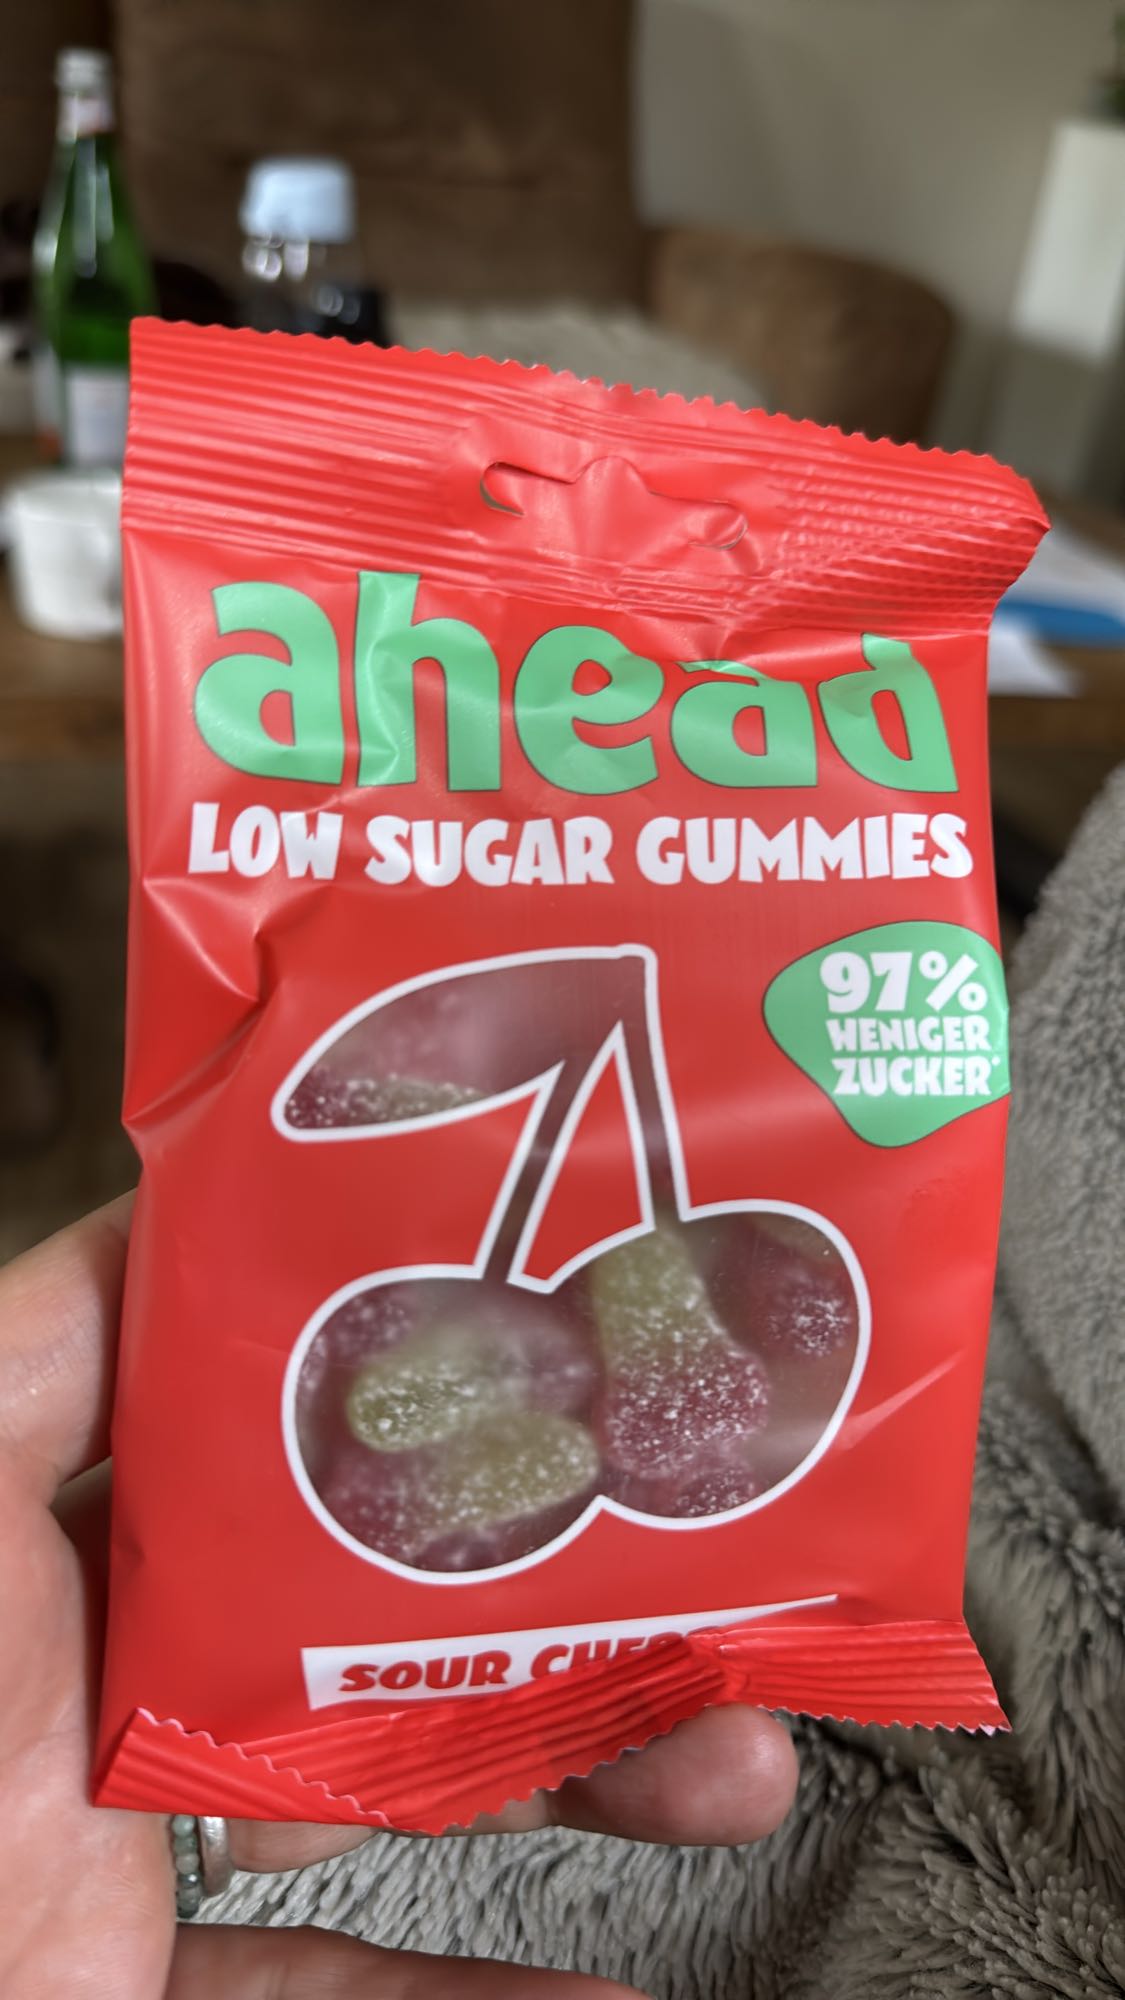 ahead
LOW SUGAR GUMMIES
97%
WENIGER
ZUCKER*
SOUR